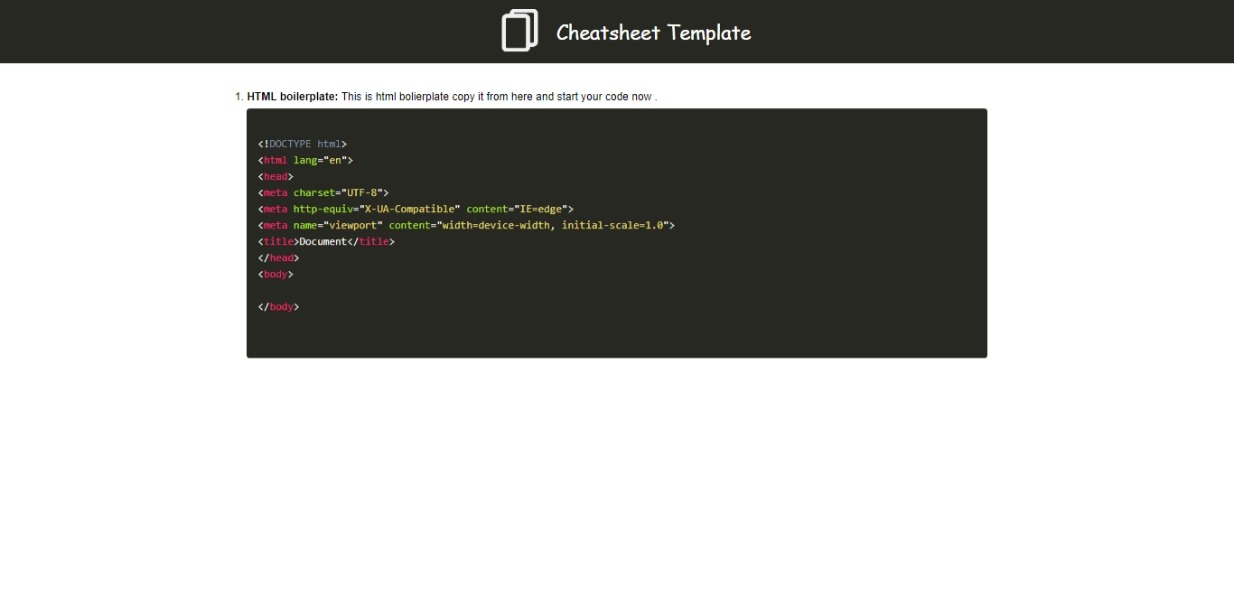 Cheatsheet Template
1. HTML boilerplate: This is html bolierplate copy it from here and start your code now .
<!DOCTYPE html>
<html lang="en">
<head>
<meta charset="UTF-8">
<meta http-equiv="X-UA-Compatible" content="IE=edge">
<meta name="viewport" content="width=device-width, initial-scale=1.0">
<title>Document</title>
</head>
<body>
</body>